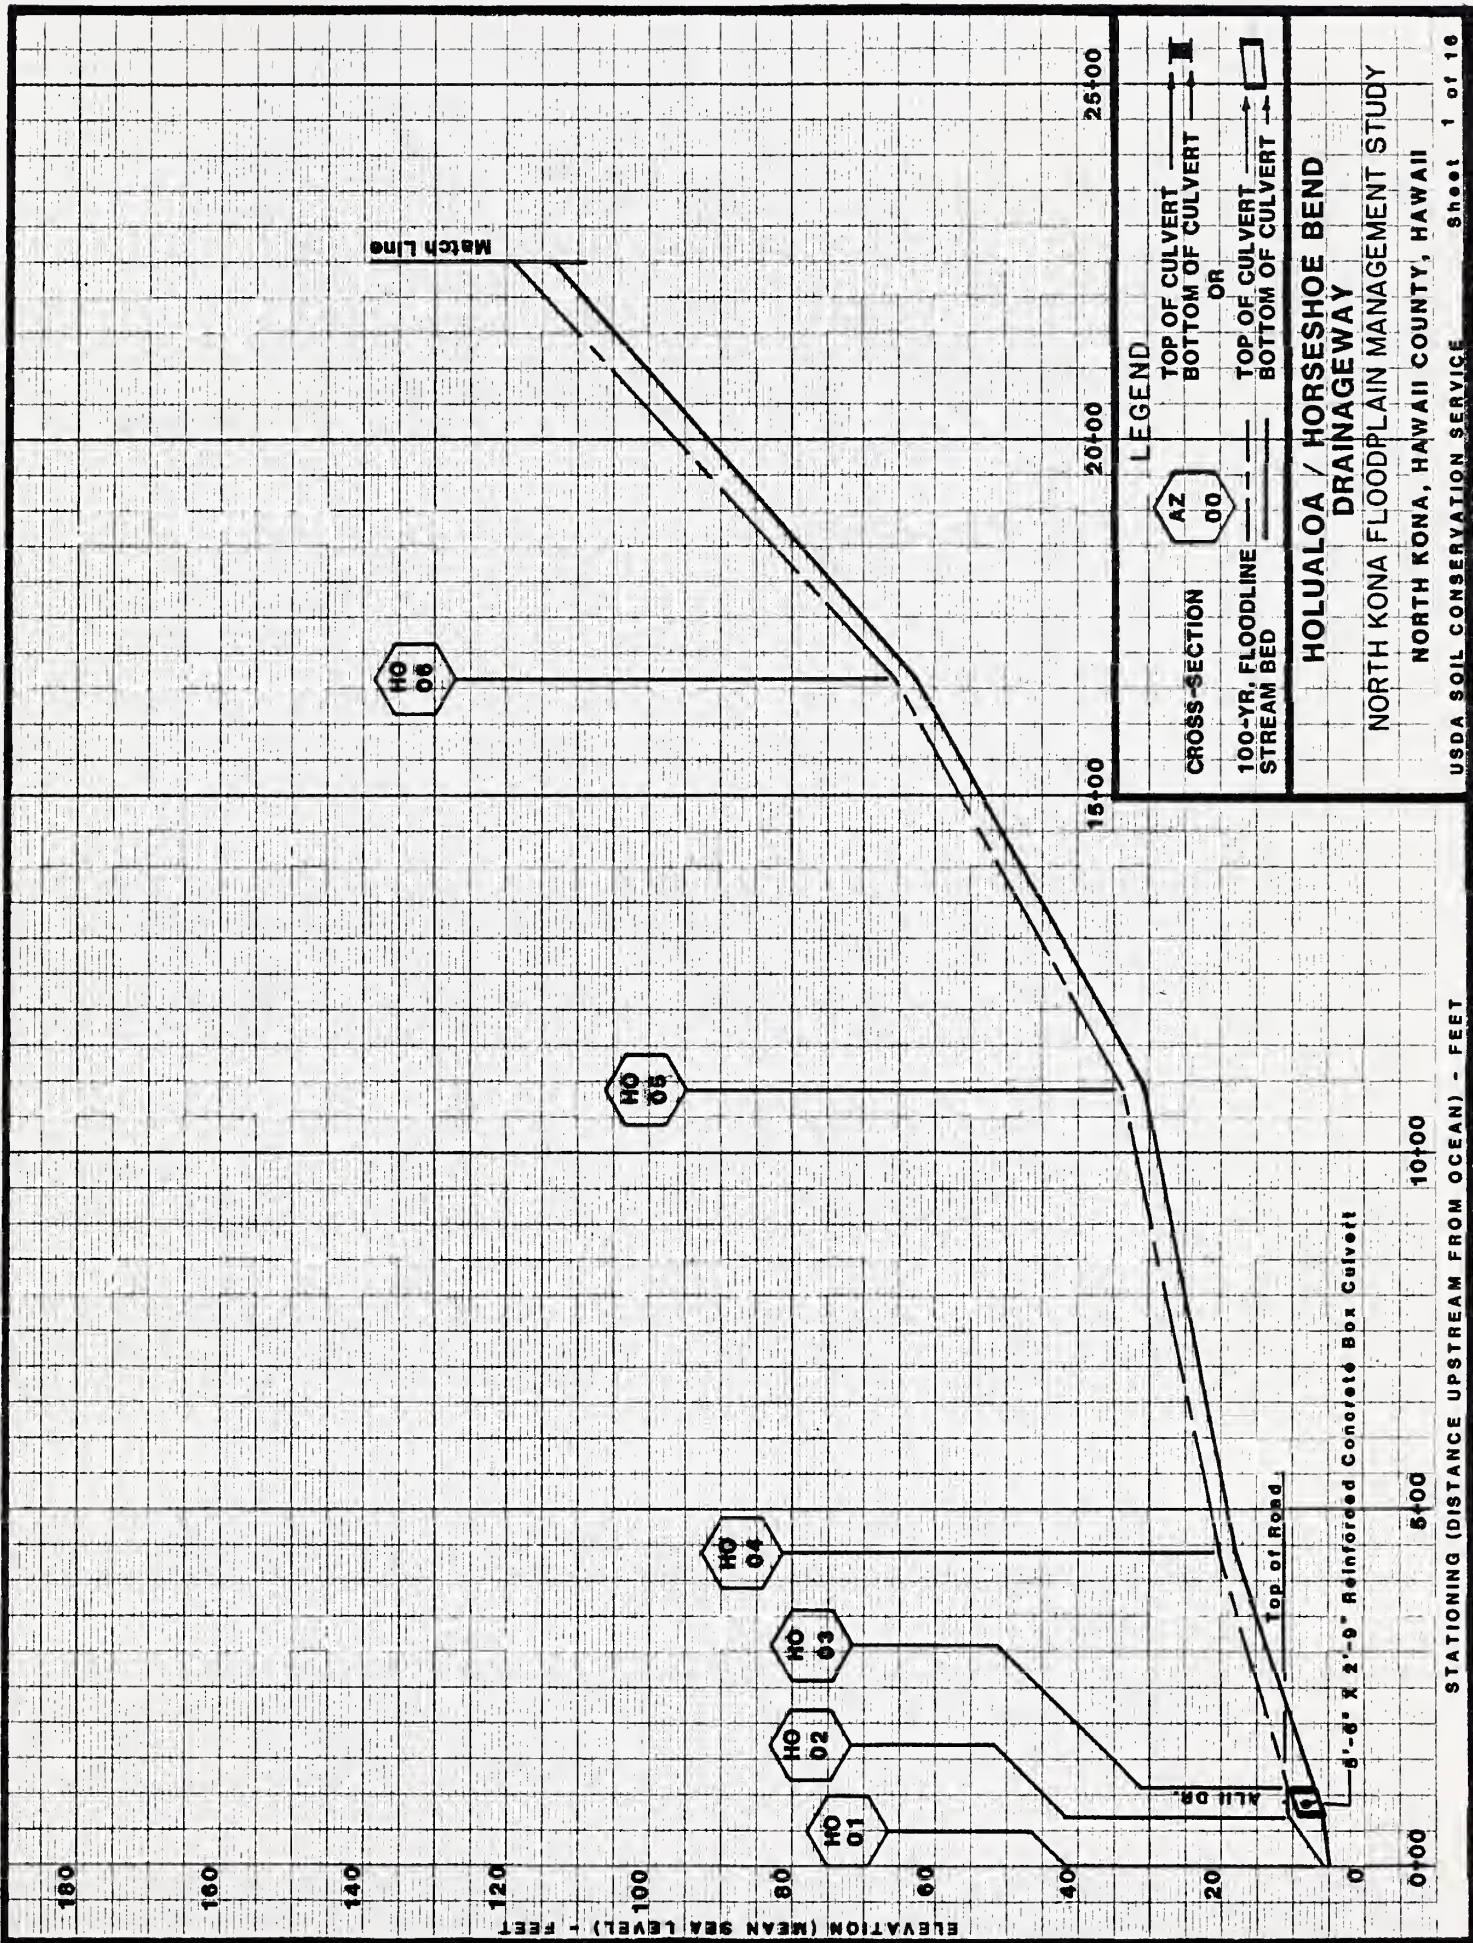 ELEVATION (MEAN SEA LEVEL) - FEET
180
160
140
120
100
80
60
40
20
0
0+00
5+00
10+00
15+00
20+00
25+00
STATIONING (DISTANCE UPSTREAM FROM OCEAN) - FEET
HO
01
HO
02
HO
03
HO
04
HO
05
HO
06
ALII DR.
Top of Road
2'-9" Reinforced Concrete Box Culvert
Match Line
LEGEND
CROSS-SECTION
AZ
00
TOP OF CULVERT
BOTTOM OF CULVERT
OR
100-YR. FLOODLINE
STREAM BED
TOP OF CULVERT
BOTTOM OF CULVERT
HOLUALOA / HORSESHOE BEND
DRAINAGEWAY
NORTH KONA FLOODPLAIN MANAGEMENT STUDY
NORTH KONA, HAWAII COUNTY, HAWAII
USDA SOIL CONSERVATION SERVICE Sheet 1 of 16